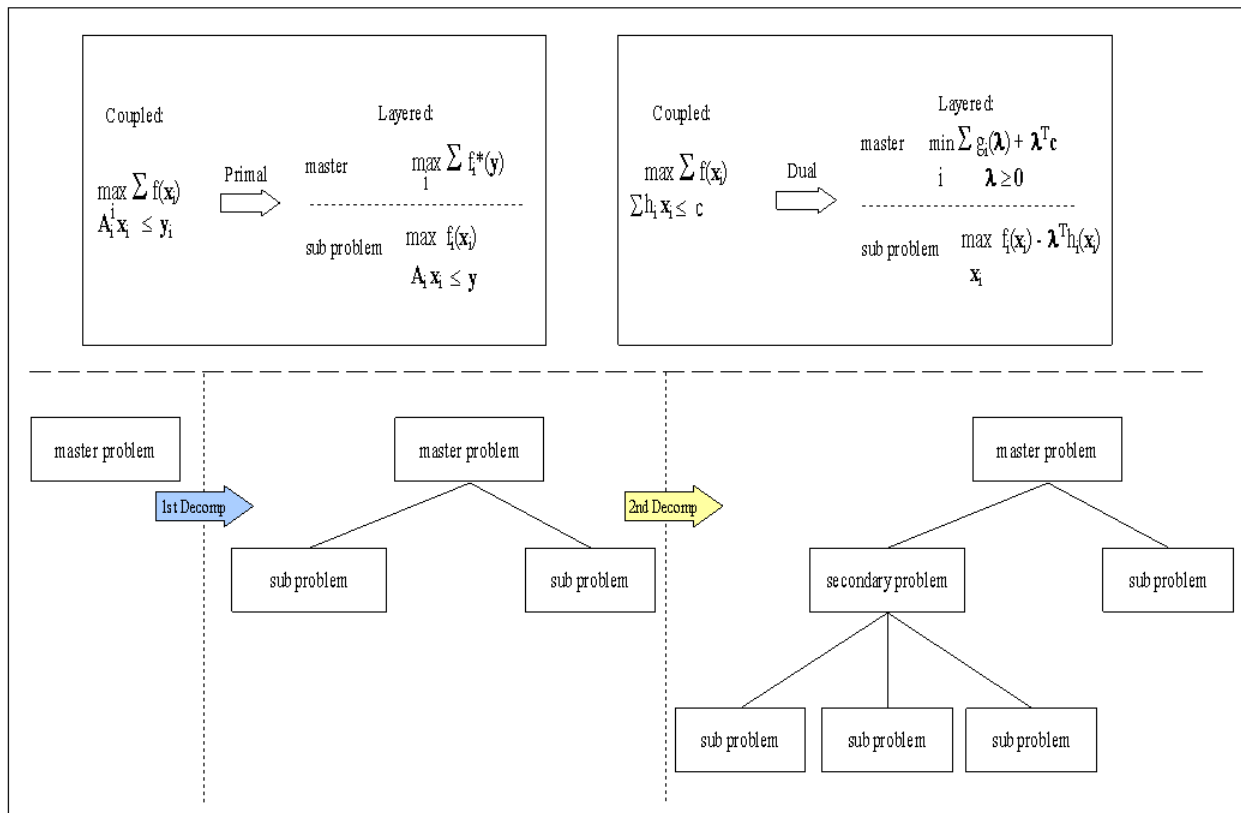 Coupled:
max ∑ f(xᵢ)
i
Aᵢ xᵢ ≤ yᵢ
Primal
Layered:
master max ∑ fᵢ*(y)
i
sub problem max fᵢ(xᵢ)
Aᵢ xᵢ ≤ y
Coupled:
max ∑ f(xᵢ)
∑hᵢ xᵢ ≤ c
Dual
Layered:
master min ∑ gᵢ(λ) + λᵀc
i λ ≥0
sub problem max fᵢ(xᵢ) - λᵀhᵢ(xᵢ)
xᵢ
master problem
1st Decomp
master problem
sub problem
sub problem
2nd Decomp
master problem
secondary problem
sub problem
sub problem
sub problem
sub problem